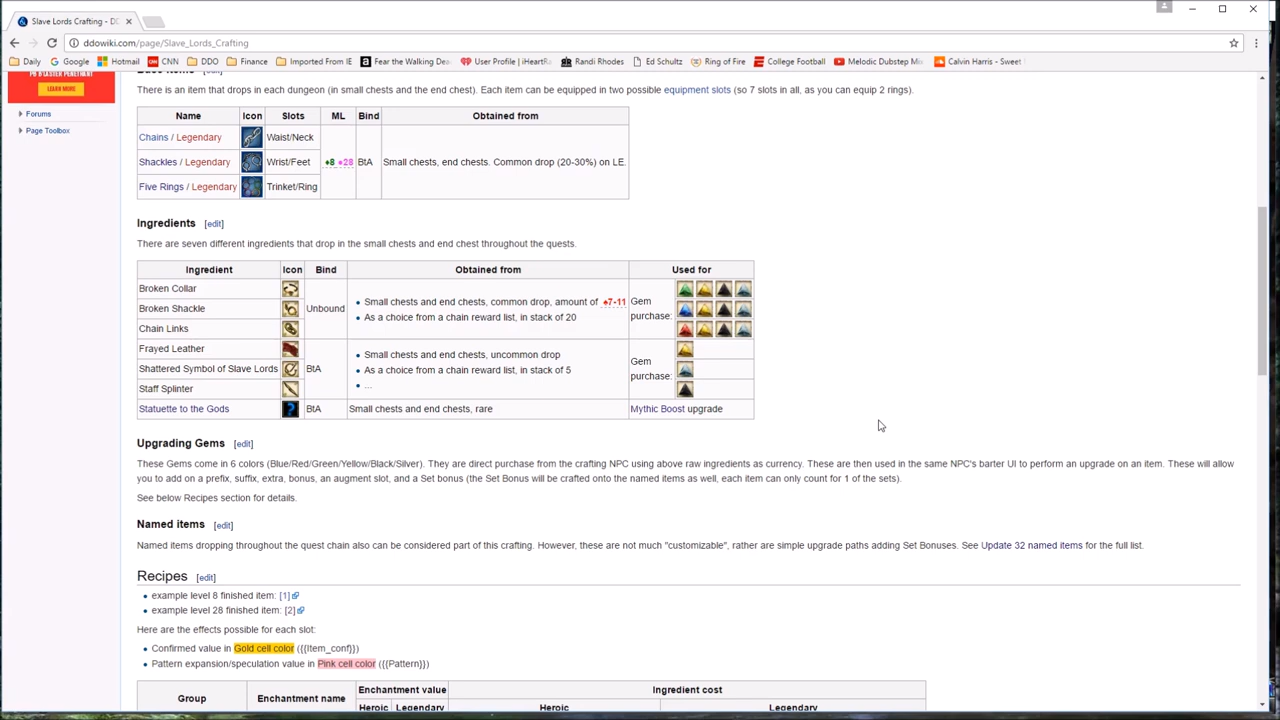 Slave Lords Crafting - DD
ddowiki.com/page/Slave_Lords_Crafting
Daily Google Hotmail CNN DDO Finance Imported From IE Fear the Walking Dea User Profile | iHeartRa Randi Rhodes Ed Schultz Ring of Fire College Football Melodic Dubstep Mi Calvin Harris - Sweet
LEARN MORE
Forums
Page Toolbox
There is an item that drops in each dungeon (in small chests and the end chest). Each item can be equipped in two possible equipment slots (so 7 slots in all, as you can equip 2 rings).
Name Icon Slots ML Bind Obtained from
Chains / Legendary Waist/Neck
Shackles / Legendary Wrist/Feet ♠8 ♦28 BtA Small chests, end chests. Common drop (20-30%) on LE.
Five Rings / Legendary Trinket/Ring
Ingredients [edit]
There are seven different ingredients that drop in the small chests and end chest throughout the quests.
Ingredient Icon Bind Obtained from Used for
Broken Collar
Broken Shackle Unbound Small chests and end chests, common drop, amount of ♠7-11 Gem purchase:
Chain Links As a choice from a chain reward list, in stack of 20
Frayed Leather Small chests and end chests, uncommon drop
Shattered Symbol of Slave Lords BtA As a choice from a chain reward list, in stack of 5 Gem purchase:
Staff Splinter ...
Statuette to the Gods ? BtA Small chests and end chests, rare Mythic Boost upgrade
Upgrading Gems [edit]
These Gems come in 6 colors (Blue/Red/Green/Yellow/Black/Silver). They are direct purchase from the crafting NPC using above raw ingredients as currency. These are then used in the same NPC's barter UI to perform an upgrade on an item. These will allow
you to add on a prefix, suffix, extra, bonus, an augment slot, and a Set bonus (the Set Bonus will be crafted onto the named items as well, each item can only count for 1 of the sets).
See below Recipes section for details.
Named items [edit]
Named items dropping throughout the quest chain also can be considered part of this crafting. However, these are not much "customizable", rather are simple upgrade paths adding Set Bonuses. See Update 32 named items for the full list.
Recipes [edit]
example level 8 finished item: [1]
example level 28 finished item: [2]
Here are the effects possible for each slot:
Confirmed value in Gold cell color ({{Item_conf}})
Pattern expansion/speculation value in Pink cell color ({{Pattern}})
Group Enchantment name Enchantment value Ingredient cost
Heroic Legendary Heroic Legendary